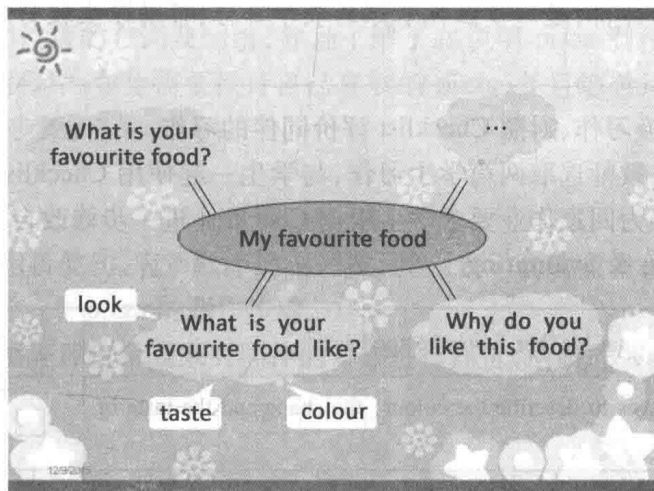 What is your
favourite food?
...
My favourite food
look
What is your
favourite food like?
Why do you
like this food?
taste
colour